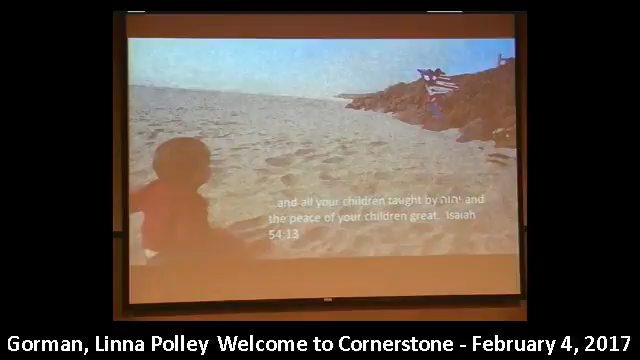 ...and all your children taught by יהוה and
the peace of your children great.  Isaiah
54:13
Gorman, Linna Polley Welcome to Cornerstone - February 4, 2017